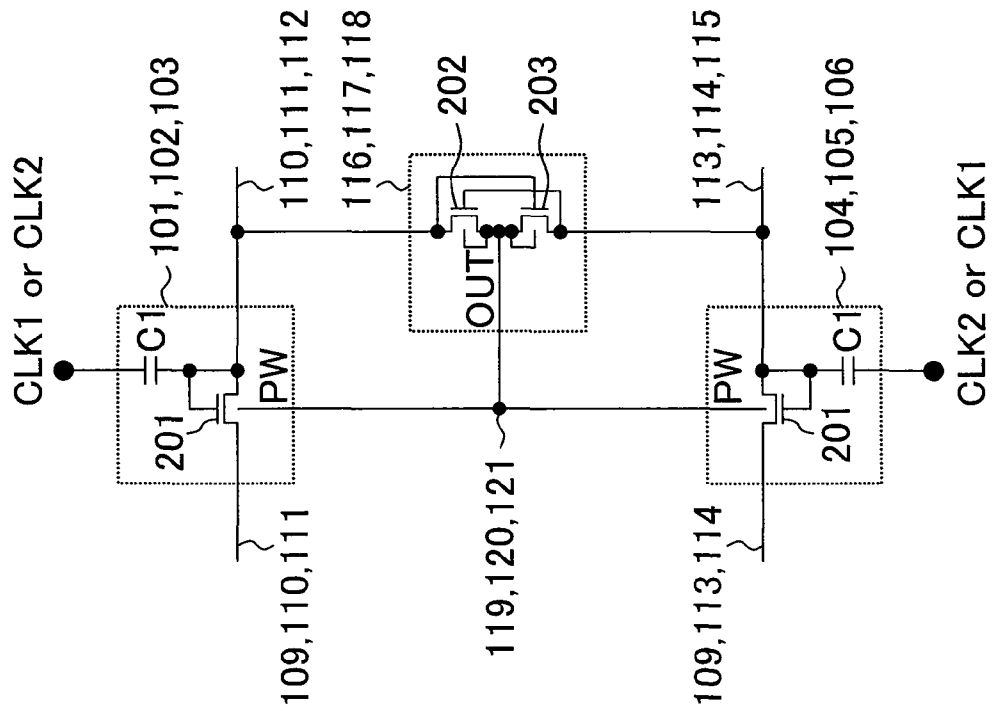 CLK1 or CLK2
101,102,103
C1
PW
201
109,110,111
110,111,112
116,117,118
202
203
OUT
119,120,121
113,114,115
104,105,106
PW
C1
201
109,113,114
CLK2 or CLK1